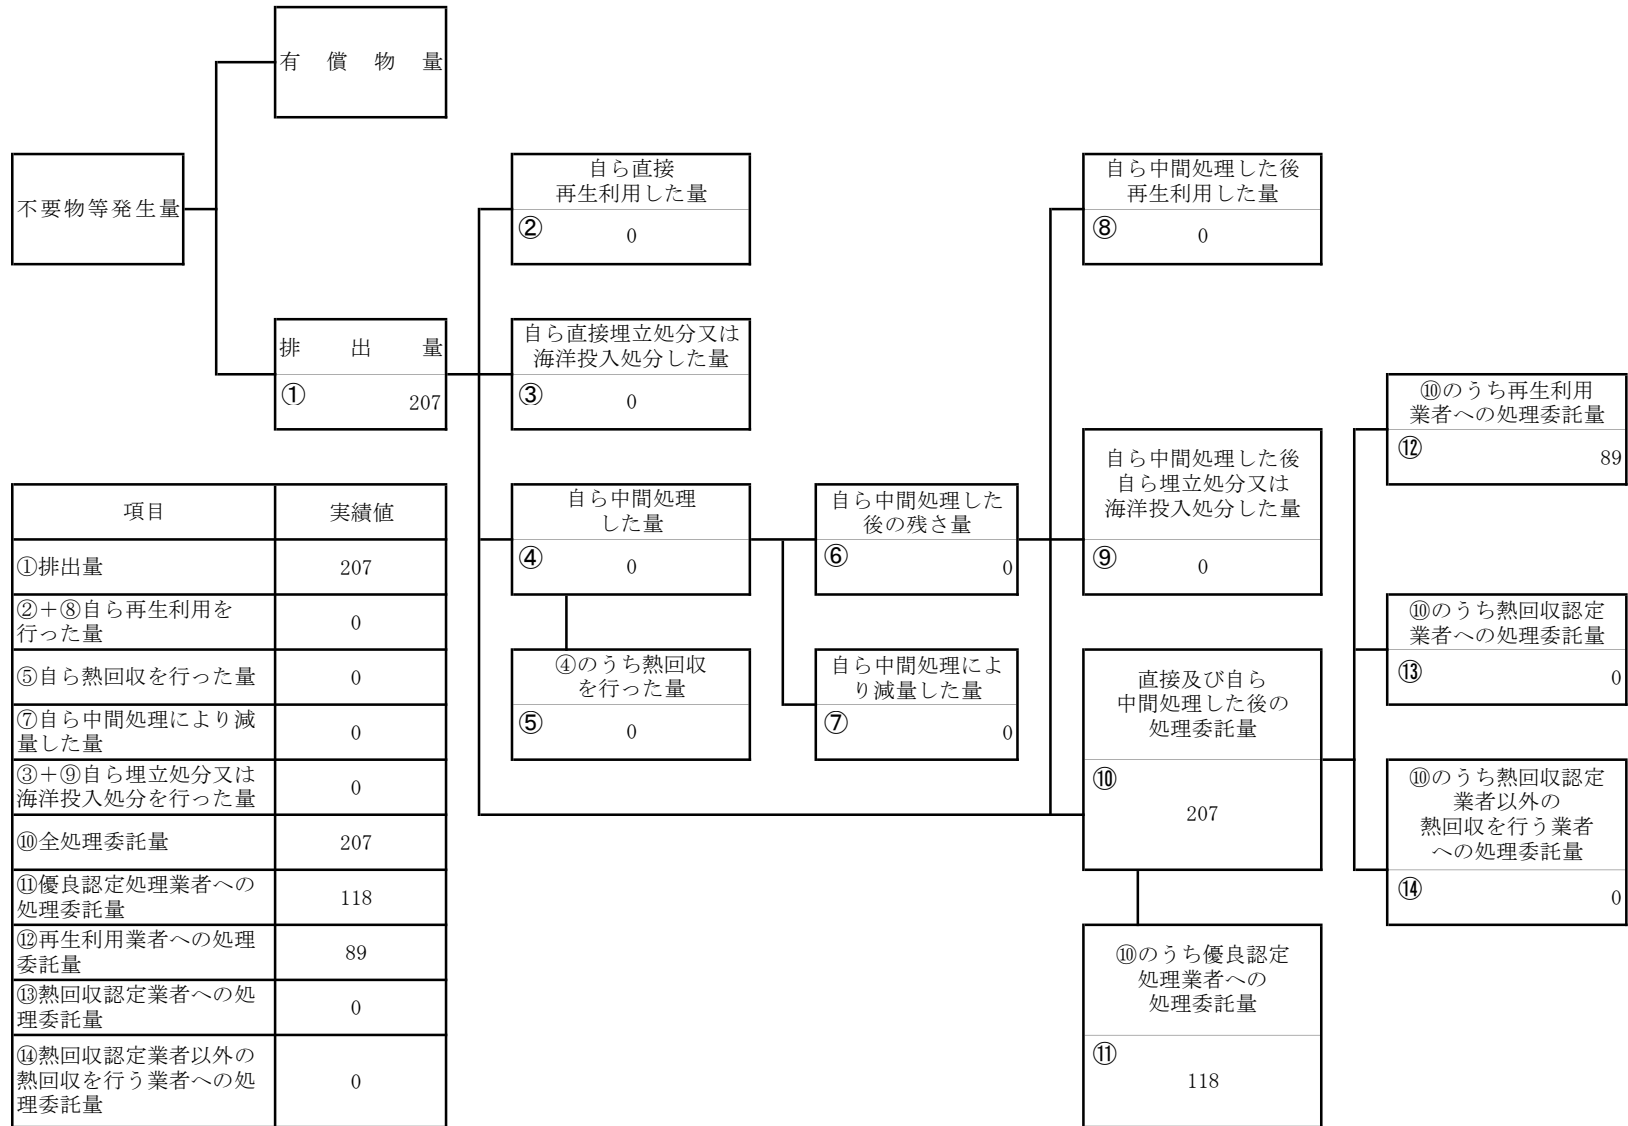 有償物量
不要物等発生量
排出量
①
207
自ら直接
再生利用した量
②
0
自ら直接埋立処分又は
海洋投入処分した量
③
0
自ら中間処理
した量
④
0
④のうち熱回収
を行った量
⑤
0
自ら中間処理した
後の残さ量
⑥
0
自ら中間処理によ
り減量した量
⑦
0
自ら中間処理した後
再生利用した量
⑧
0
自ら中間処理した後
自ら埋立処分又は
海洋投入処分した量
⑨
0
直接及び自ら
中間処理した後の
処理委託量
⑩
207
⑩のうち優良認定
処理業者への
処理委託量
⑪
118
⑩のうち再生利用
業者への処理委託量
⑫
89
⑩のうち熱回収認定
業者への処理委託量
⑬
0
⑩のうち熱回収認定
業者以外の
熱回収を行う業者
への処理委託量
⑭
0
項目 実績値
①排出量 207
②+⑧自ら再生利用を
行った量 0
⑤自ら熱回収を行った量 0
⑦自ら中間処理により減
量した量 0
③+⑨自ら埋立処分又は
海洋投入処分を行った量 0
⑩全処理委託量 207
⑪優良認定処理業者への
処理委託量 118
⑫再生利用業者への処理
委託量 89
⑬熱回収認定業者への処
理委託量 0
⑭熱回収認定業者以外の
熱回収を行う業者への処
理委託量 0